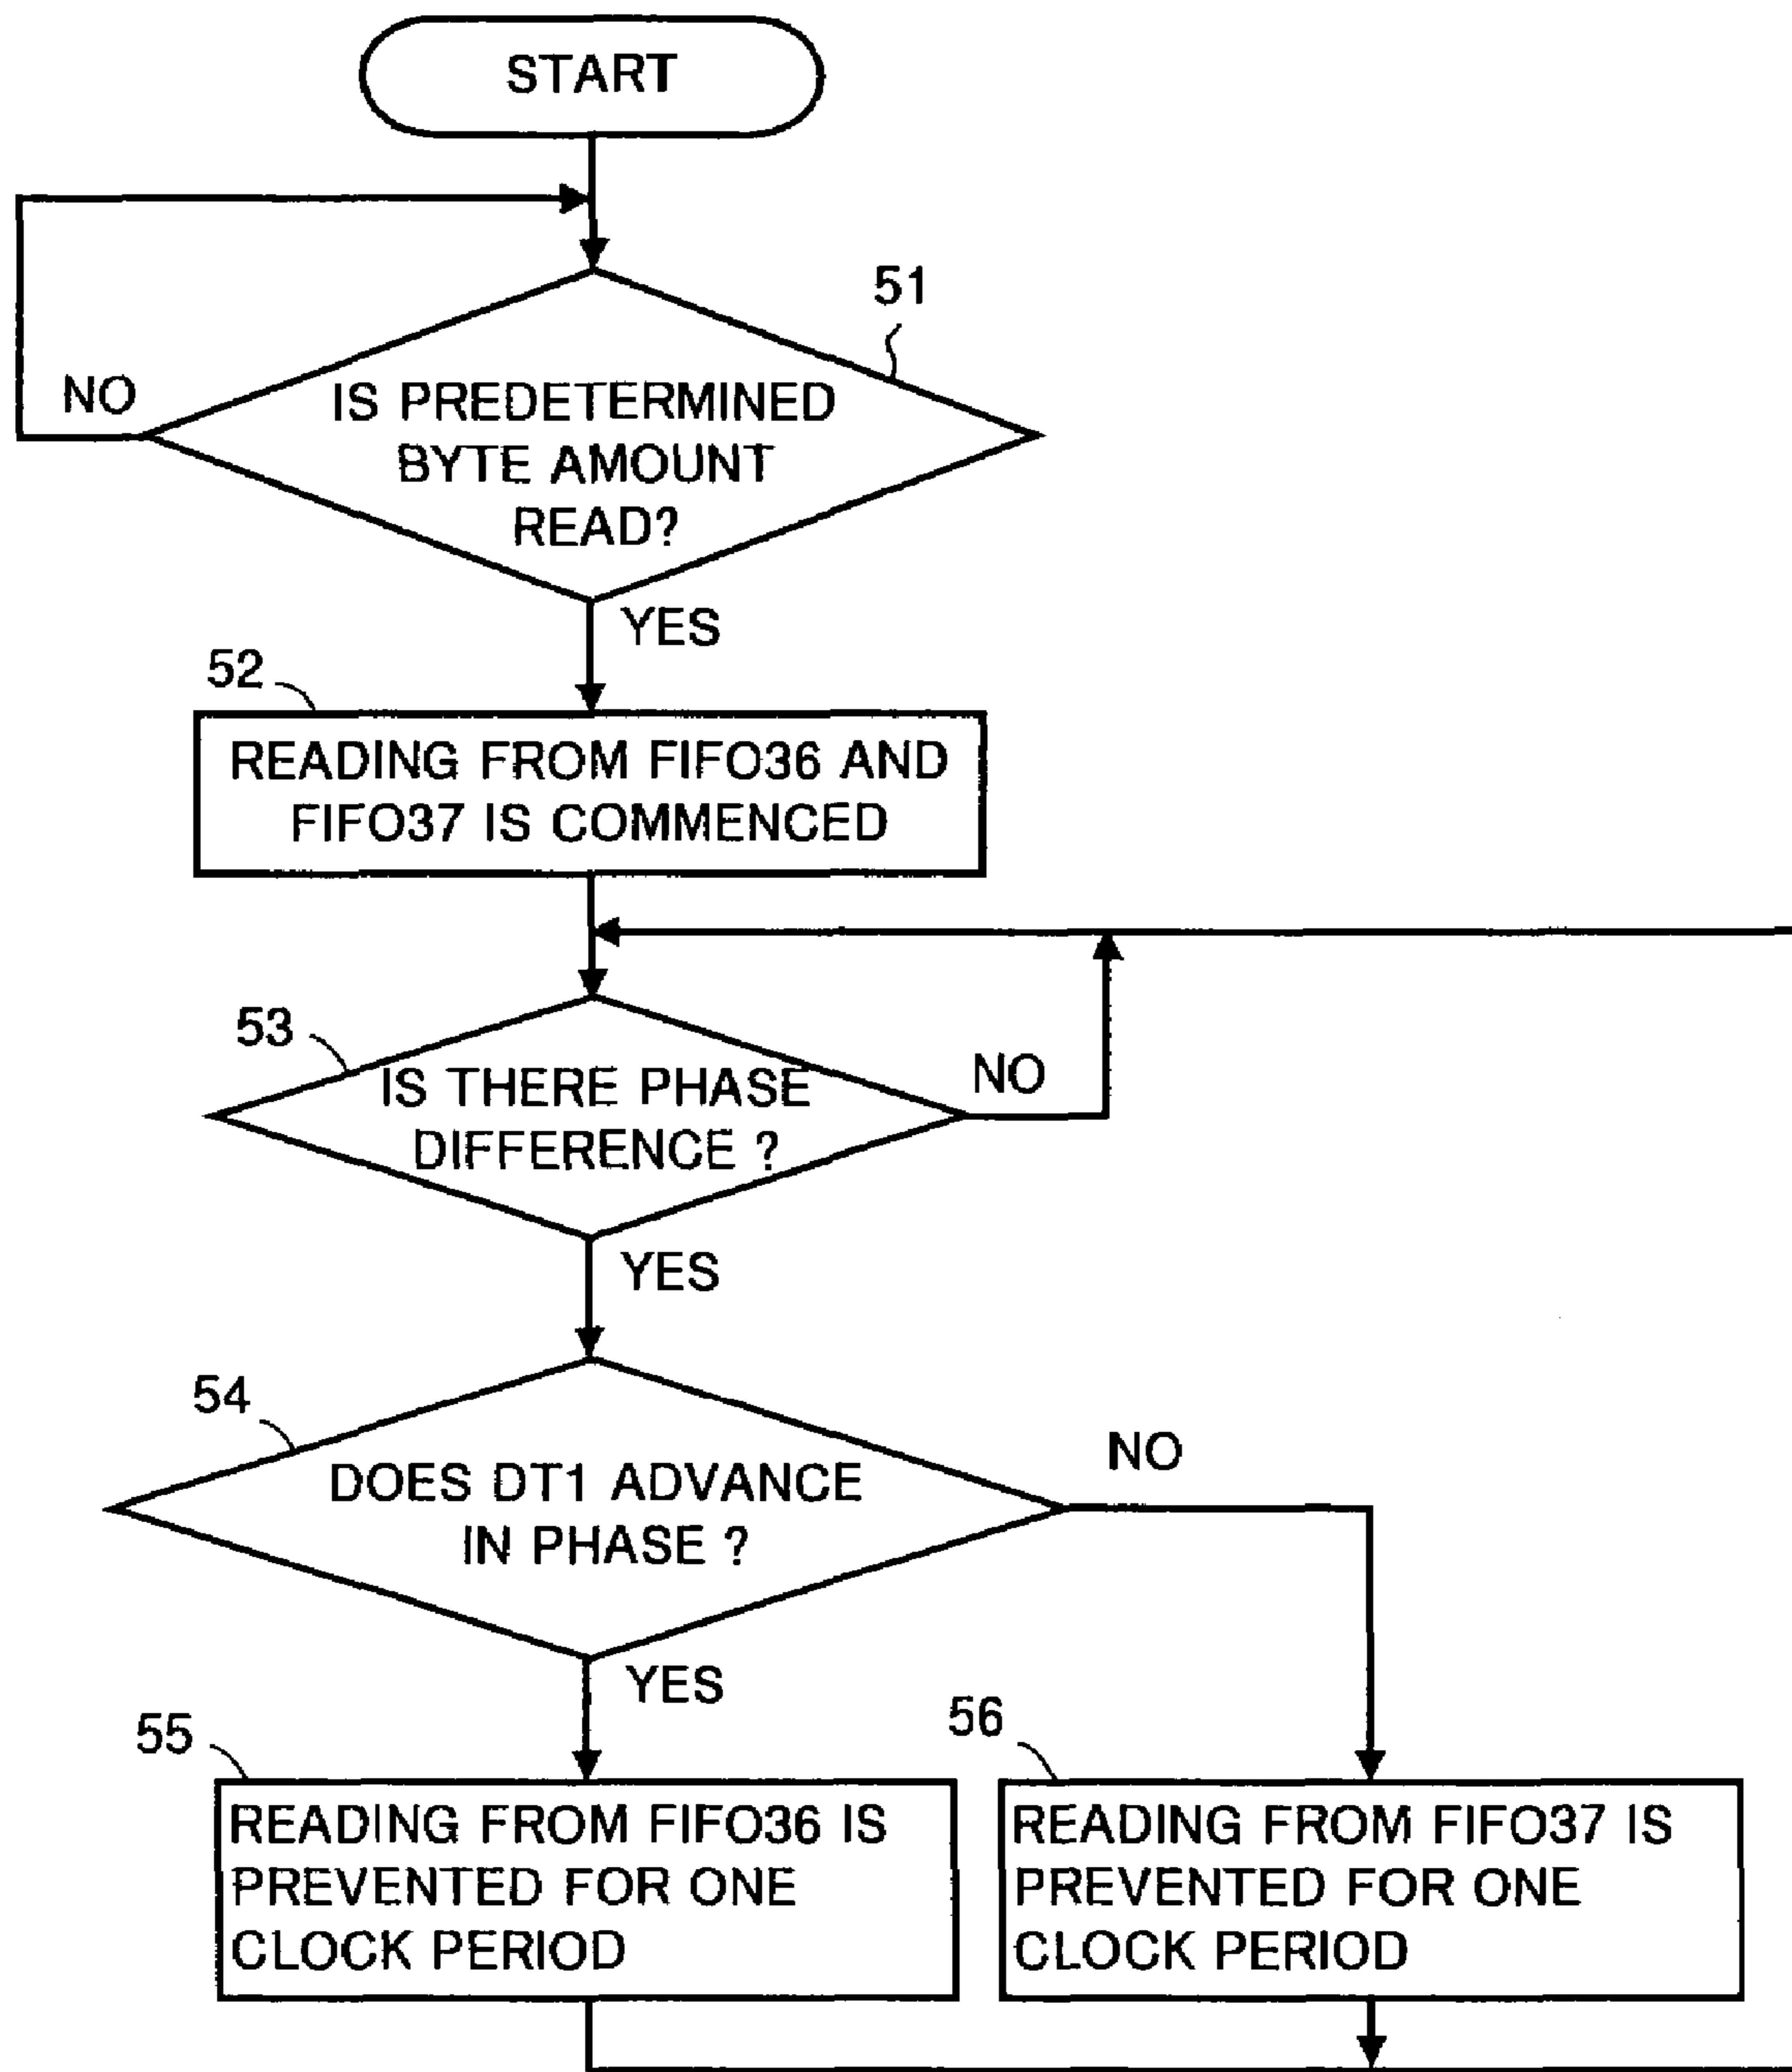 START
51
NO
IS PREDETERMINED
BYTE AMOUNT
READ?
YES
52
READING FROM FIFO36 AND
FIFO37 IS COMMENCED
53
IS THERE PHASE
DIFFERENCE ?
NO
YES
54
DOES DT1 ADVANCE
IN PHASE ?
NO
YES
55
READING FROM FIFO36 IS
PREVENTED FOR ONE
CLOCK PERIOD
56
READING FROM FIFO37 IS
PREVENTED FOR ONE
CLOCK PERIOD